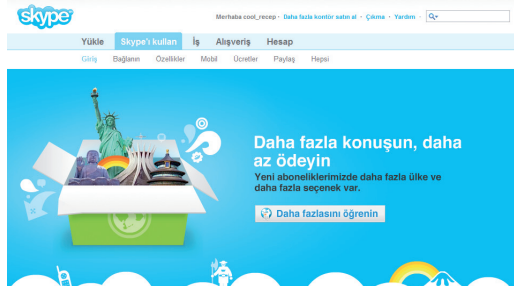 skype
Merhaba cool_recep · Daha fazla kontör satın al · Çıkma · Yardım ·
Yükle Skype'ı kullan İş Alışveriş Hesap
Giriş Bağlanın Özellikler Mobil Ücretler Paylaş Hepsi
Daha fazla konuşun, daha
az ödeyin
Yeni aboneliklerimizde daha fazla ülke ve
daha fazla seçenek var.
Daha fazlasını öğrenin